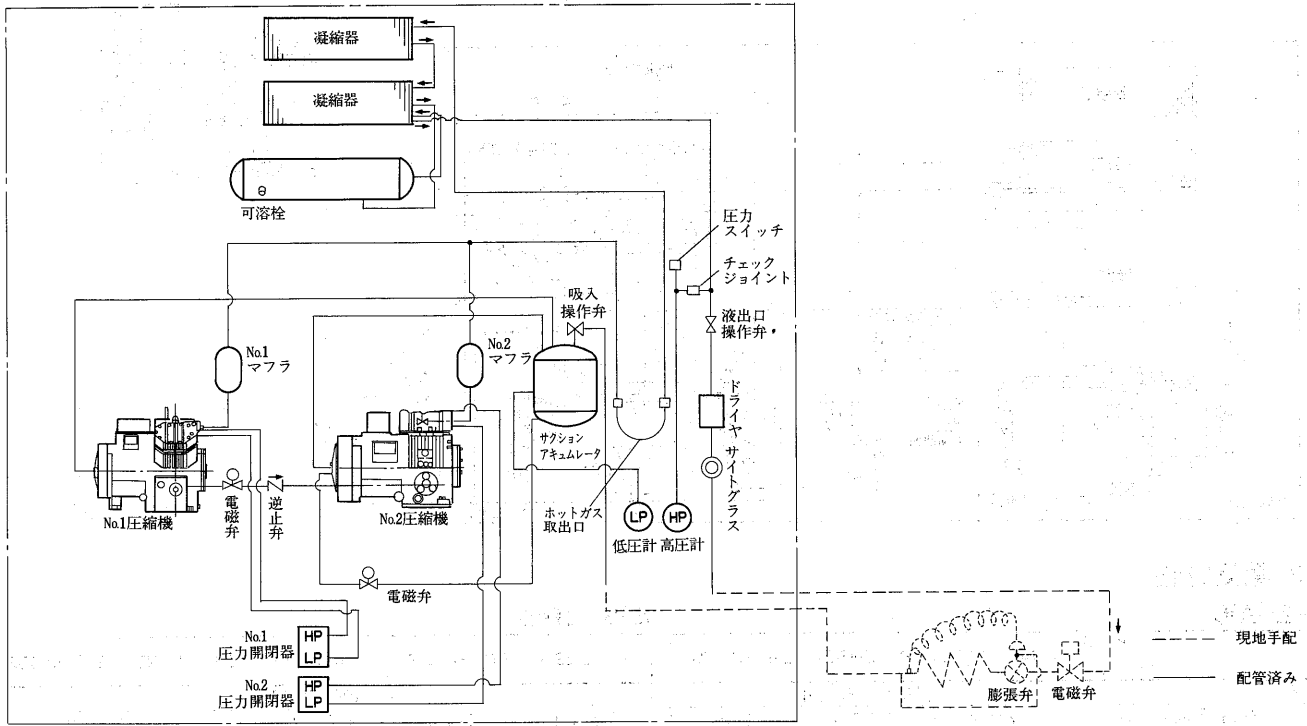 凝縮器
凝縮器
可溶栓
圧力
スイッチ
チェック
ジョイント
吸入
操作弁
液出口
操作弁
No.1
マフラ
No.2
マフラ
ドライヤ
サイトグラス
サクション
アキュムレータ
No.1圧縮機
電磁弁
逆止弁
No.2圧縮機
ホットガス
取出口
LP
HP
低圧計
高圧計
電磁弁
No.1
圧力開閉器
HP
LP
No.2
圧力開閉器
HP
LP
膨張弁
電磁弁
現地手配
配管済み